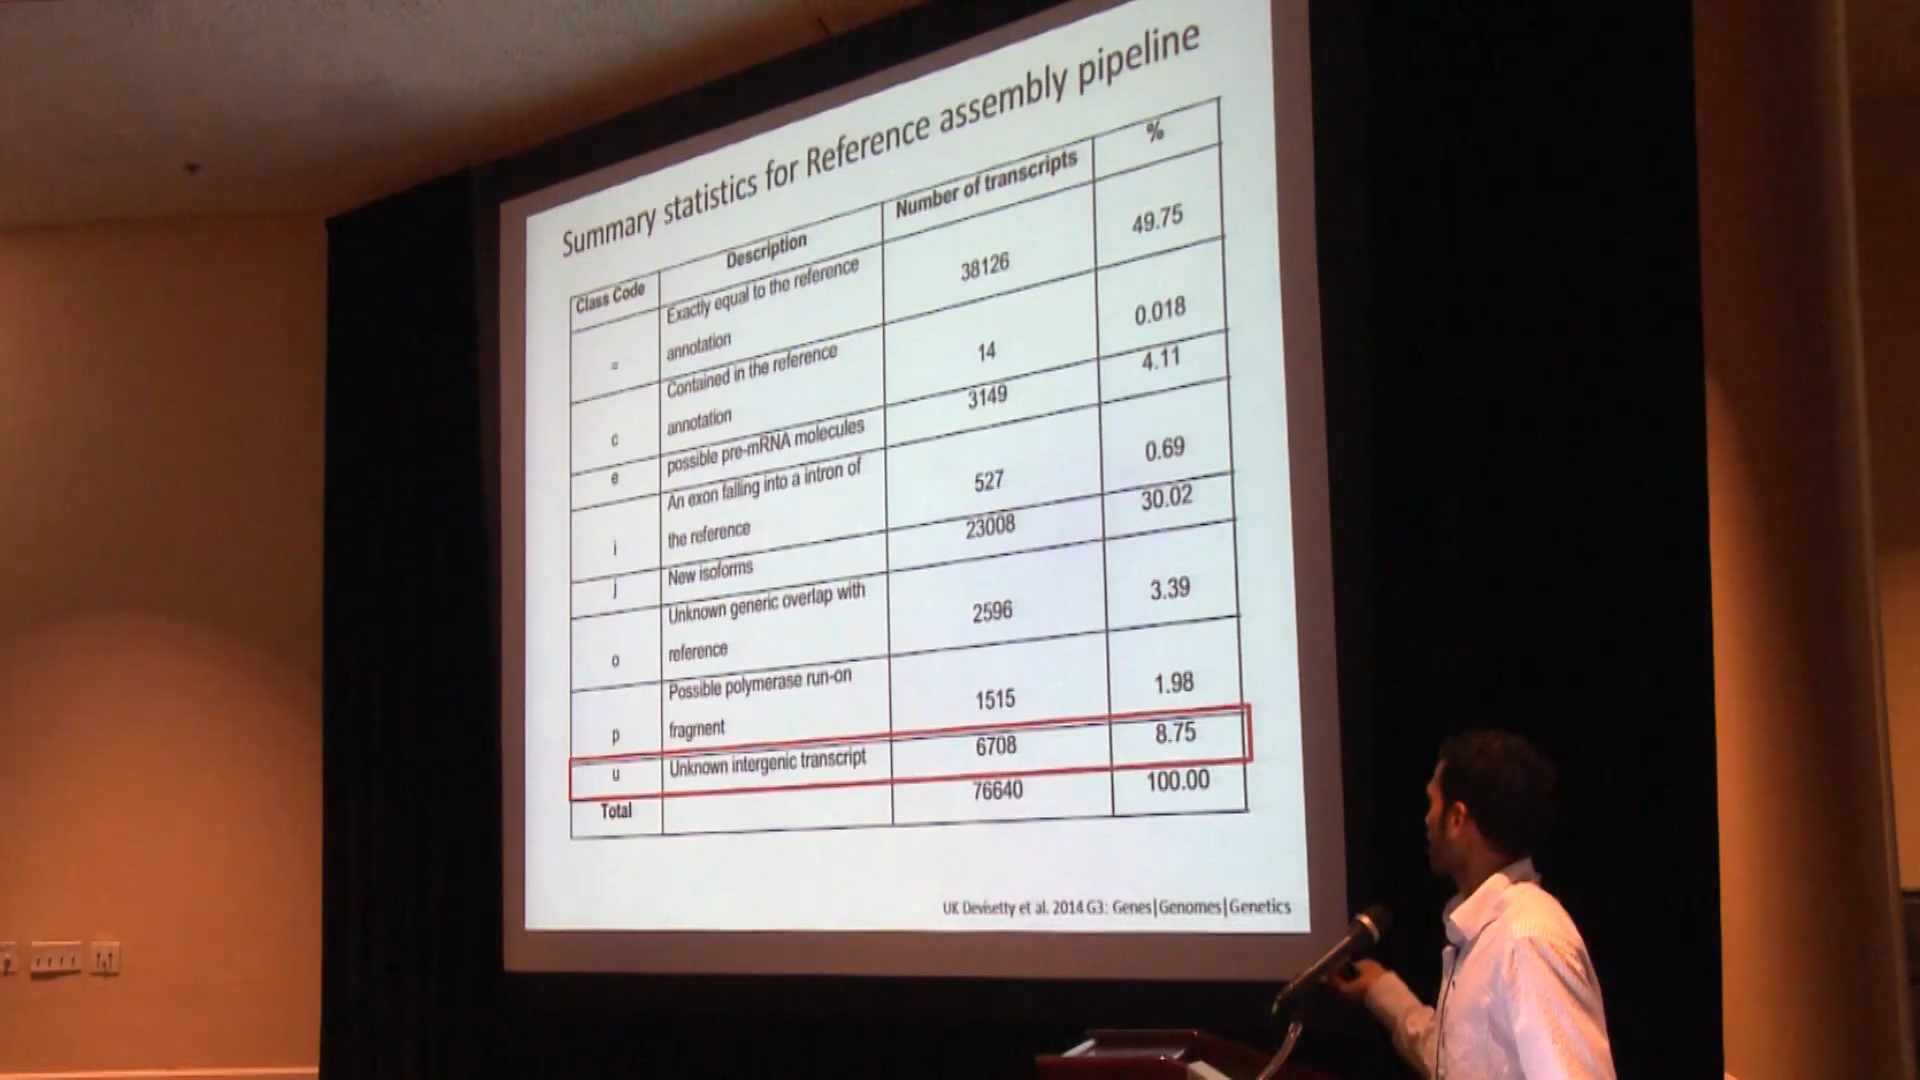 Summary statistics for Reference assembly pipeline
Class Code Description Number of transcripts %
= Exactly equal to the reference annotation 38126 49.75
c Contained in the reference annotation 14 0.018
e possible pre-mRNA molecules 3149 4.11
i An exon falling into a intron of the reference 527 0.69
j New isoforms 23008 30.02
o Unknown generic overlap with reference 2596 3.39
p Possible polymerase run-on fragment 1515 1.98
u Unknown intergenic transcript 6708 8.75
Total 76640 100.00
UK Devisetty et al. 2014 G3: Genes|Genomes|Genetics